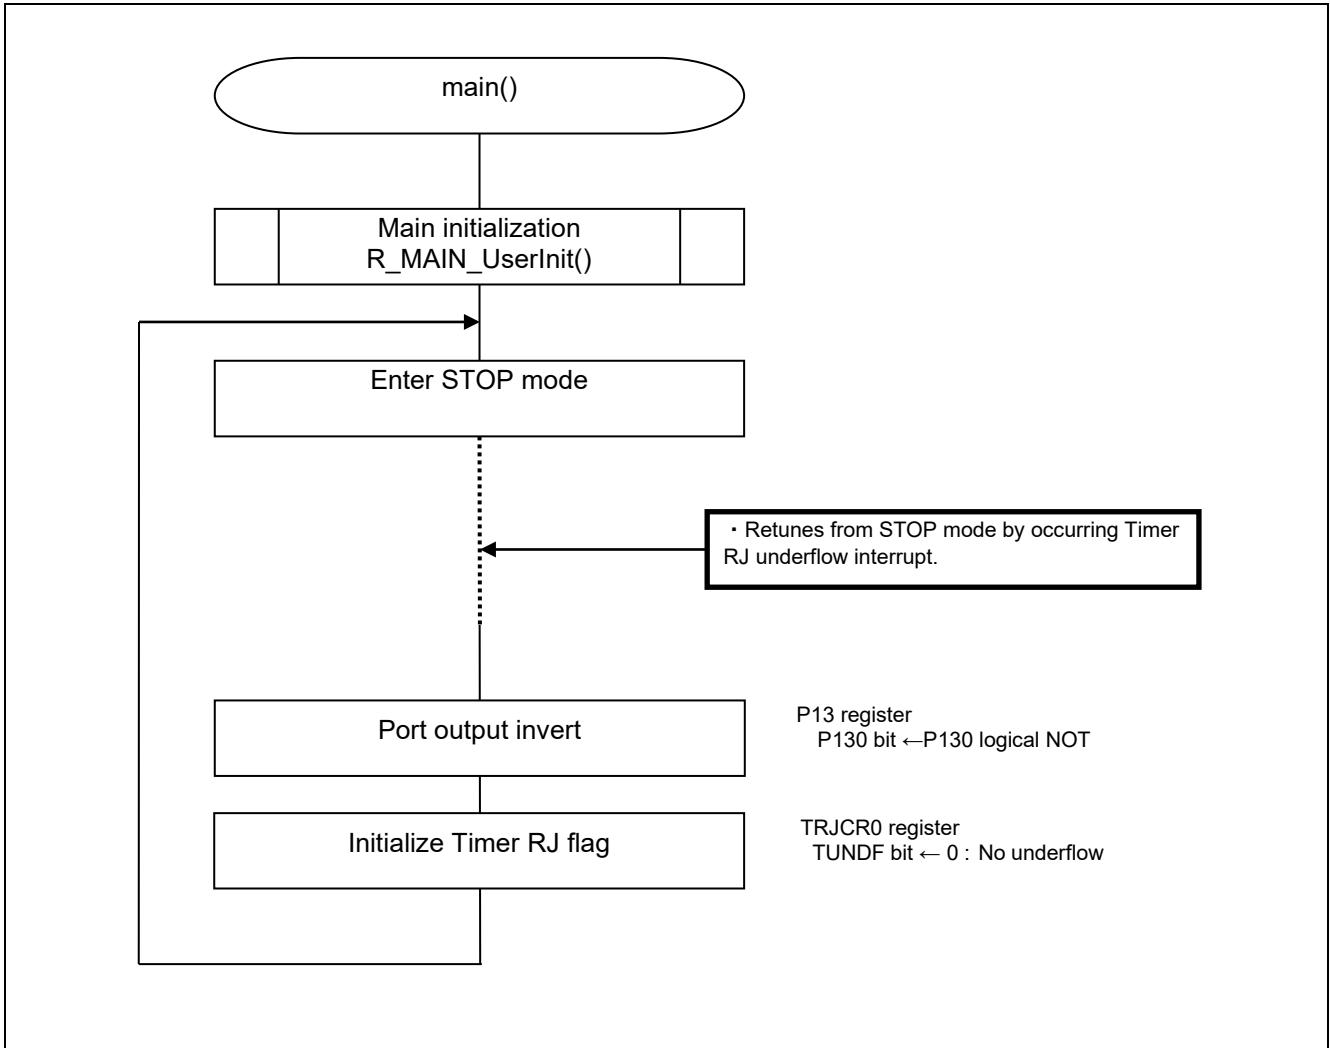 main()
Main initialization
R_MAIN_UserInit()
Enter STOP mode
・Retunes from STOP mode by occurring Timer
RJ underflow interrupt.
Port output invert
P13 register
P130 bit ←P130 logical NOT
Initialize Timer RJ flag
TRJCR0 register
TUNDF bit ← 0 : No underflow